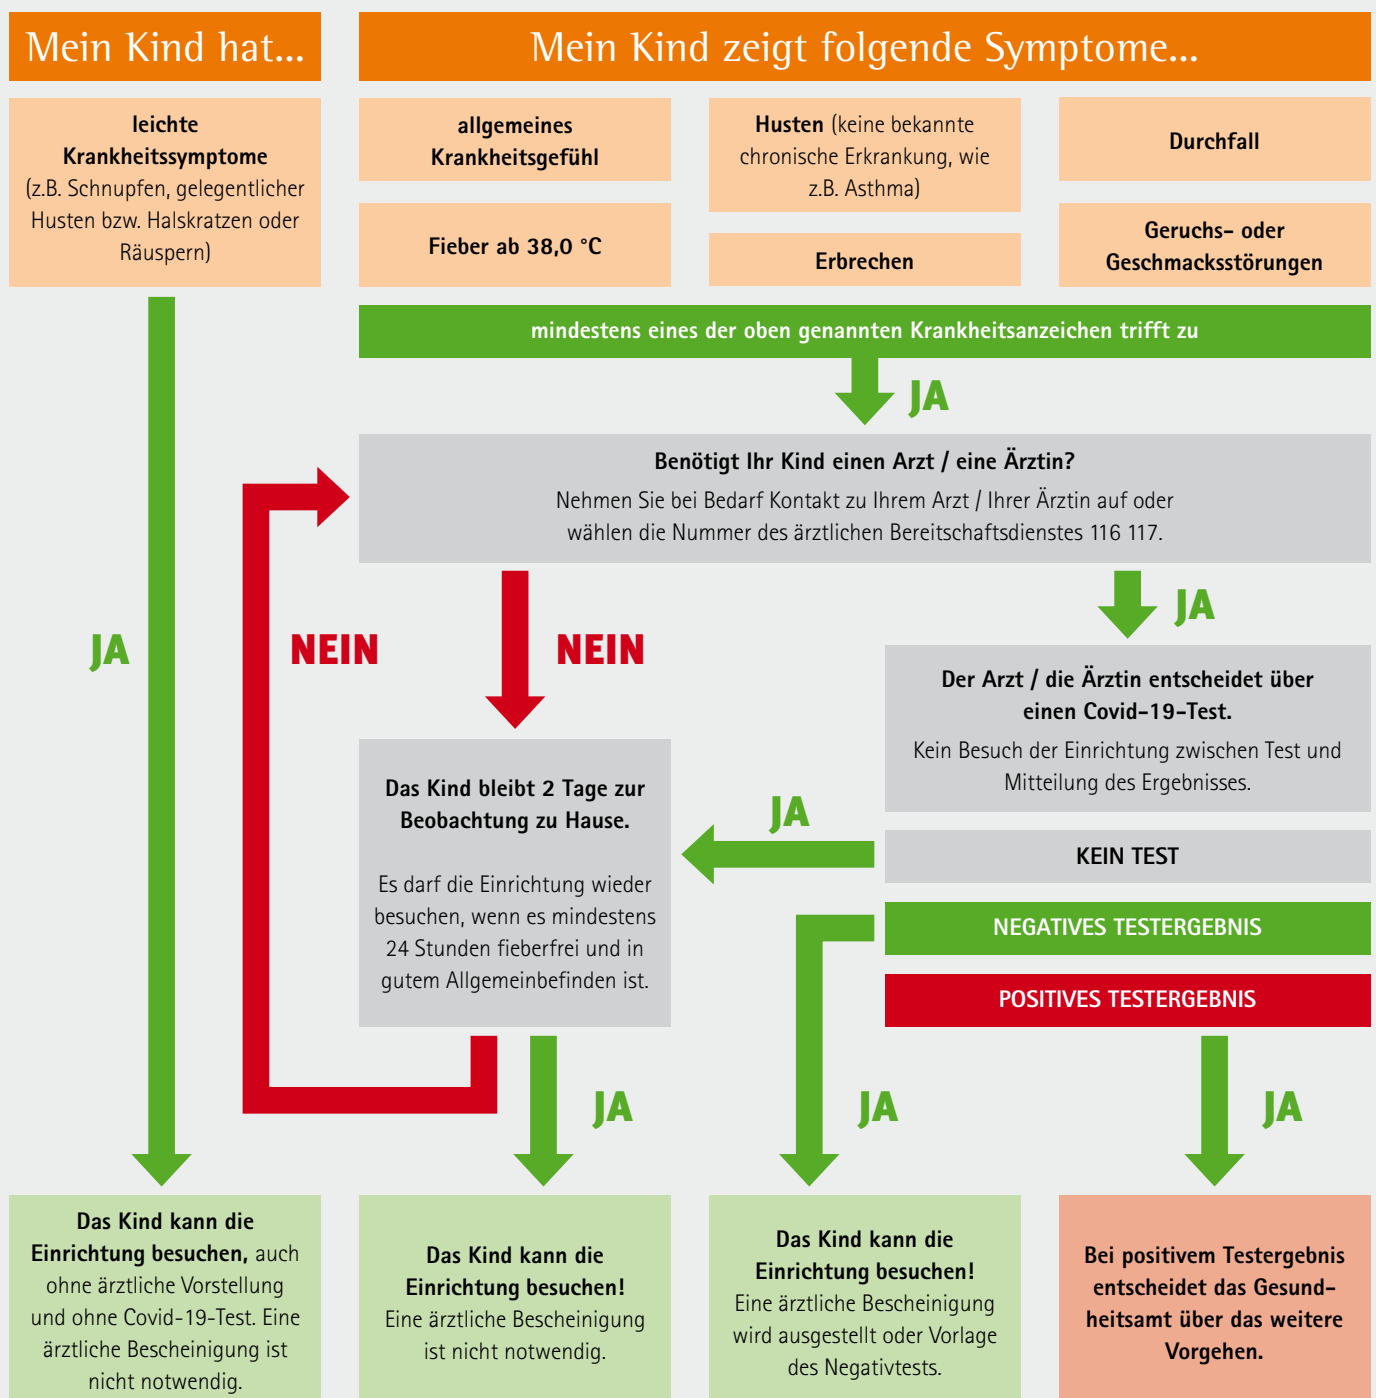 Mein Kind hat...
Mein Kind zeigt folgende Symptome...
leichte
Krankheitssymptome
(z.B. Schnupfen, gelegentlicher
Husten bzw. Halskratzen oder
Räuspern)
allgemeines
Krankheitsgefühl
Husten (keine bekannte
chronische Erkrankung, wie
z.B. Asthma)
Durchfall
Fieber ab 38,0 °C
Erbrechen
Geruchs- oder
Geschmacksstörungen
mindestens eines der oben genannten Krankheitsanzeichen trifft zu
JA
Benötigt Ihr Kind einen Arzt / eine Ärztin?
Nehmen Sie bei Bedarf Kontakt zu Ihrem Arzt / Ihrer Ärztin auf oder
wählen die Nummer des ärztlichen Bereitschaftsdienstes 116 117.
JA
NEIN
NEIN
JA
Der Arzt / die Ärztin entscheidet über
einen Covid-19-Test.
Kein Besuch der Einrichtung zwischen Test und
Mitteilung des Ergebnisses.
Das Kind bleibt 2 Tage zur
Beobachtung zu Hause.
Es darf die Einrichtung wieder
besuchen, wenn es mindestens
24 Stunden fieberfrei und in
gutem Allgemeinbefinden ist.
JA
KEIN TEST
NEGATIVES TESTERGEBNIS
POSITIVES TESTERGEBNIS
JA
JA
JA
Das Kind kann die
Einrichtung besuchen, auch
ohne ärztliche Vorstellung
und ohne Covid-19-Test. Eine
ärztliche Bescheinigung ist
nicht notwendig.
Das Kind kann die
Einrichtung besuchen!
Eine ärztliche Bescheinigung
ist nicht notwendig.
Das Kind kann die
Einrichtung besuchen!
Eine ärztliche Bescheinigung
wird ausgestellt oder Vorlage
des Negativtests.
Bei positivem Testergebnis
entscheidet das Gesund-
heitsamt über das weitere
Vorgehen.